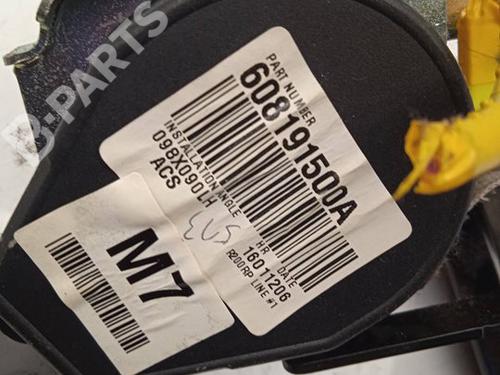 B-PARTS
PART NUMBER
608191500A
INSTALLATION ANGLE
098X090LH
ACS
HR DATE
16011206
R200RP LINE #1
M7